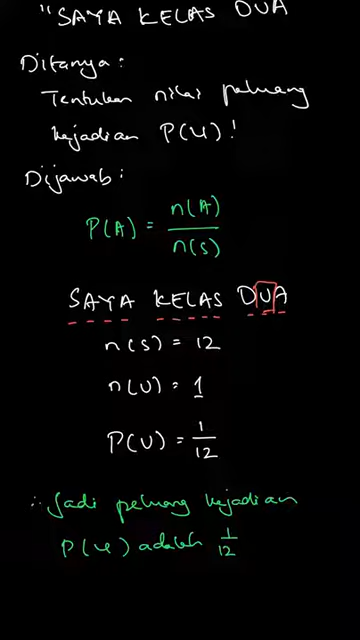 "SAYA KELAS DUA
Ditanya:
Tentukan nilai peluang
kejadian P(U)!
Dijawab:
P(A) = n(A)
n(S)
SAYA KELAS DUA
n(S) = 12
n(U) = 1
P(U) = 1
12
∴ Jadi peluang kejadian
P(U) adalah 1
12